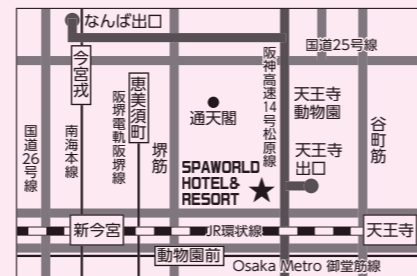 なんば出口
国道25号線
今宮戎
恵美須町
阪神高速14号松原線
天王寺
動物園
通天閣
天王寺
出口
谷町筋
国道26号線
南海本線
阪堺電軌阪堺線
堺筋
SPAWORLD
HOTEL&
RESORT
新今宮
JR環状線
天王寺
動物園前
Osaka Metro 御堂筋線